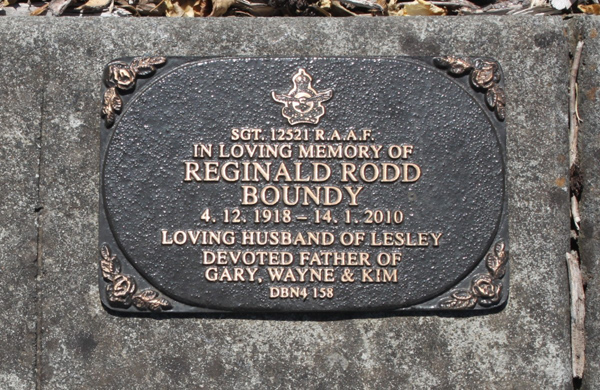 SGT. 12521 R.A.A.F.
IN LOVING MEMORY OF
REGINALD RODD
BOUNDY
4. 12. 1918 – 14. 1. 2010
LOVING HUSBAND OF LESLEY
DEVOTED FATHER OF
GARY, WAYNE & KIM
DBN4 158